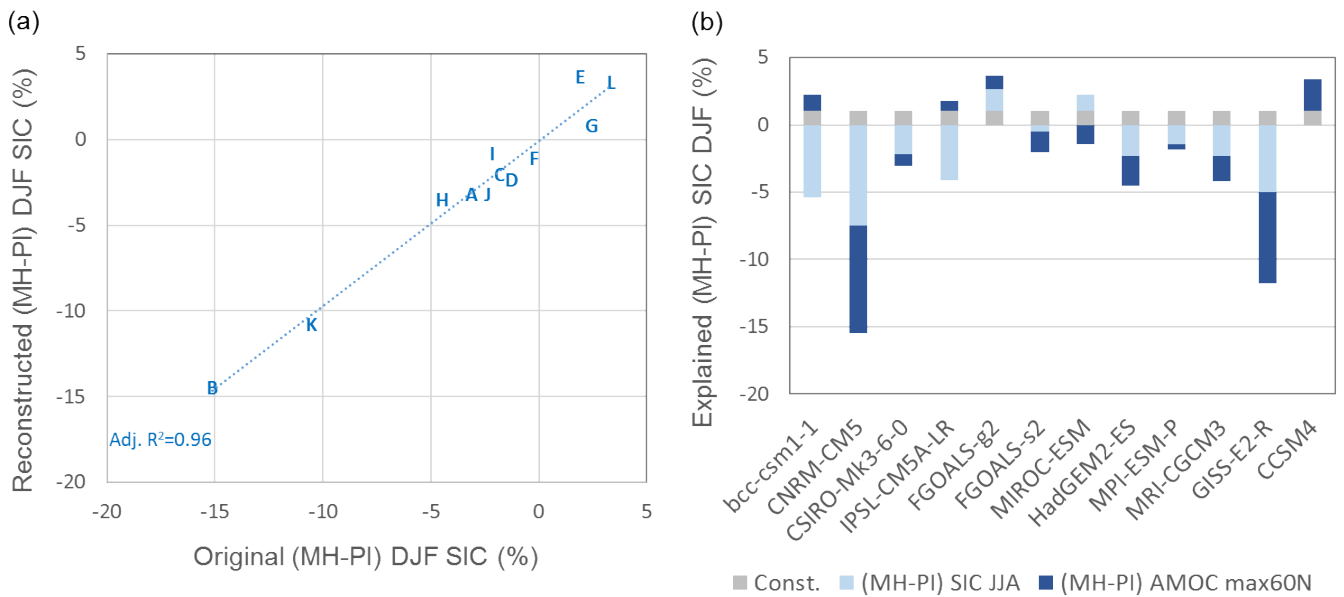 (a)
Reconstructed (MH-PI) DJF SIC (%)
5
0
-5
-10
-15
-20
-20
-15
-10
-5
0
5
E
L
G
I
F
C
D
H
A
J
K
B
Adj. R²=0.96
Original (MH-PI) DJF SIC (%)
(b)
Explained (MH-PI) SIC DJF (%)
5
0
-5
-10
-15
-20
bcc-csm1-1
CNRM-CM5
CSIRO-Mk3-6-0
IPSL-CM5A-LR
FGOALS-g2
FGOALS-s2
MIROC-ESM
HadGEM2-ES
MPI-ESM-P
MRI-CGCM3
GISS-E2-R
CCSM4
Const.
(MH-PI) SIC JJA
(MH-PI) AMOC max60N